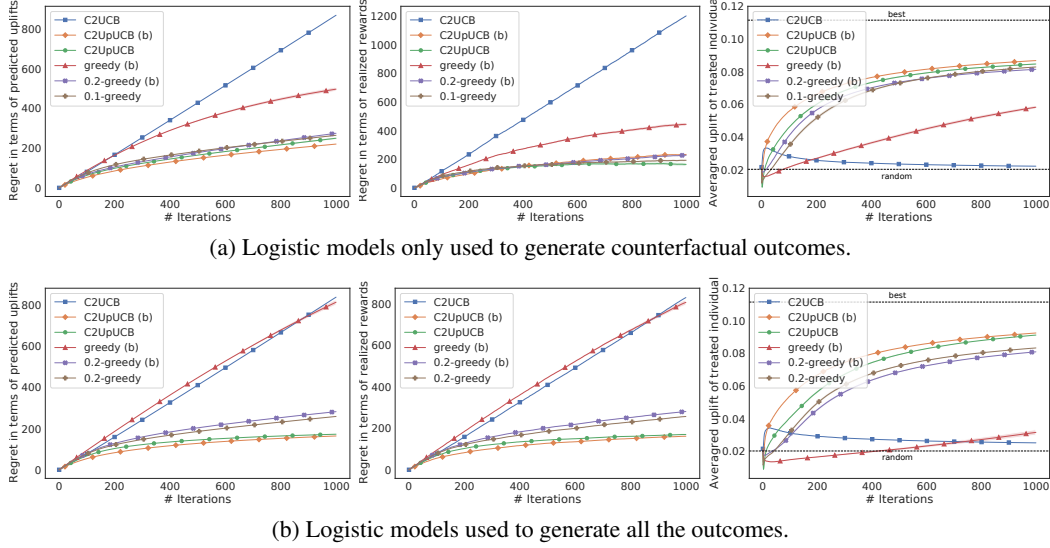 Regret in terms of predicted uplifts
800
600
400
200
0
C2UCB
C2UpUCB (b)
C2UpUCB
greedy (b)
0.2-greedy (b)
0.1-greedy
0 200 400 600 800 1000
# Iterations
Regret in terms of realized rewards
1200
1000
800
600
400
200
0
C2UCB
C2UpUCB (b)
C2UpUCB
greedy (b)
0.2-greedy (b)
0.1-greedy
0 200 400 600 800 1000
# Iterations
Averaged uplift of treated individual
0.12
0.10
0.08
0.06
0.04
0.02
0.00
best
C2UCB
C2UpUCB (b)
C2UpUCB
greedy (b)
0.2-greedy (b)
0.1-greedy
random
0 200 400 600 800 1000
# Iterations
(a) Logistic models only used to generate counterfactual outcomes.
Regret in terms of predicted uplifts
800
600
400
200
0
C2UCB
C2UpUCB (b)
C2UpUCB
greedy (b)
0.2-greedy (b)
0.2-greedy
0 200 400 600 800 1000
# Iterations
Regret in terms of realized rewards
800
600
400
200
0
C2UCB
C2UpUCB (b)
C2UpUCB
greedy (b)
0.2-greedy (b)
0.2-greedy
0 200 400 600 800 1000
# Iterations
Averaged uplift of treated individual
0.12
0.10
0.08
0.06
0.04
0.02
0.00
best
C2UCB
C2UpUCB (b)
C2UpUCB
greedy (b)
0.2-greedy (b)
0.2-greedy
random
0 200 400 600 800 1000
# Iterations
(b) Logistic models used to generate all the outcomes.